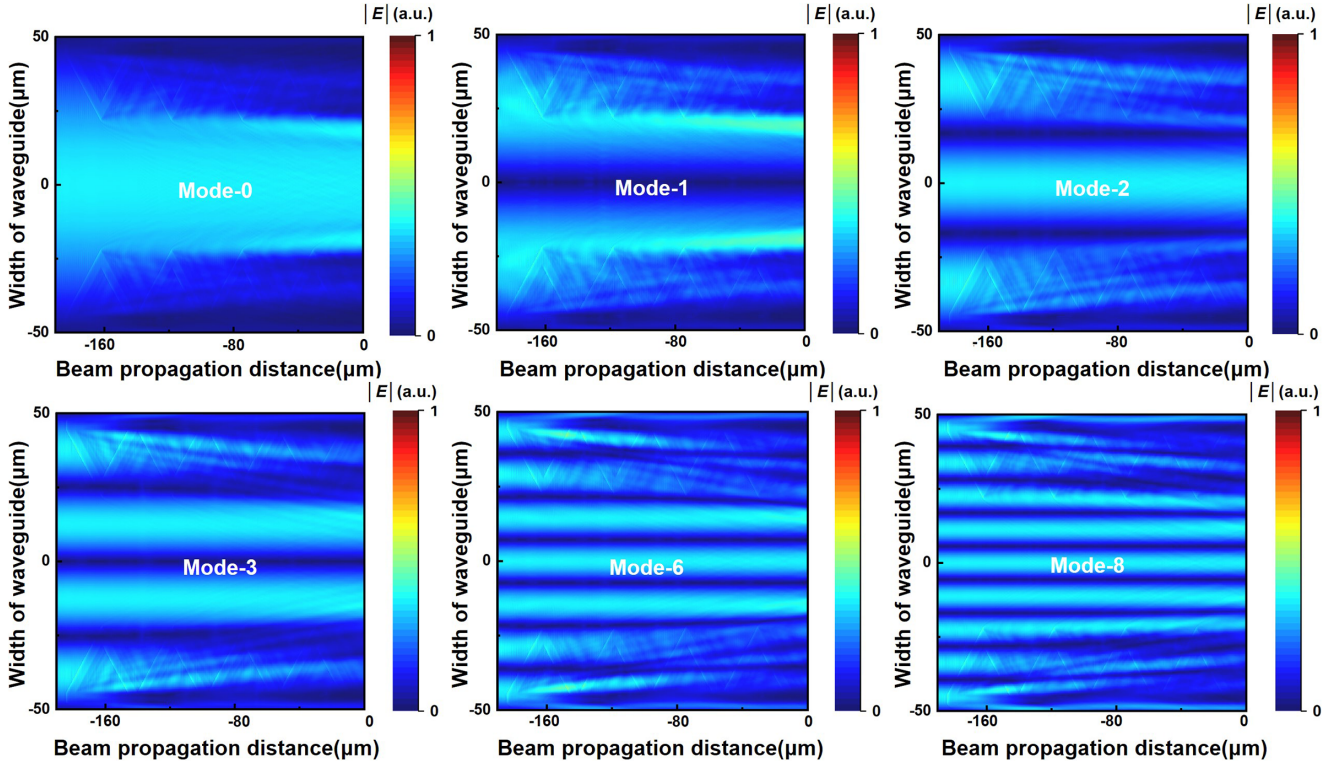 |E| (a.u.)
|E| (a.u.)
|E| (a.u.)
50
1
50
1
50
1
Width of waveguide(μm)
0
Mode-0
Width of waveguide(μm)
0
Mode-1
Width of waveguide(μm)
0
Mode-2
-50
0
-50
0
-50
0
-160
-80
0
-160
-80
0
-160
-80
0
Beam propagation distance(μm)
Beam propagation distance(μm)
Beam propagation distance(μm)
|E| (a.u.)
|E| (a.u.)
|E| (a.u.)
50
1
50
1
50
1
Width of waveguide(μm)
0
Mode-3
Width of waveguide(μm)
0
Mode-6
Width of waveguide(μm)
0
Mode-8
-50
0
-50
0
-50
0
-160
-80
0
-160
-80
0
-160
-80
0
Beam propagation distance(μm)
Beam propagation distance(μm)
Beam propagation distance(μm)